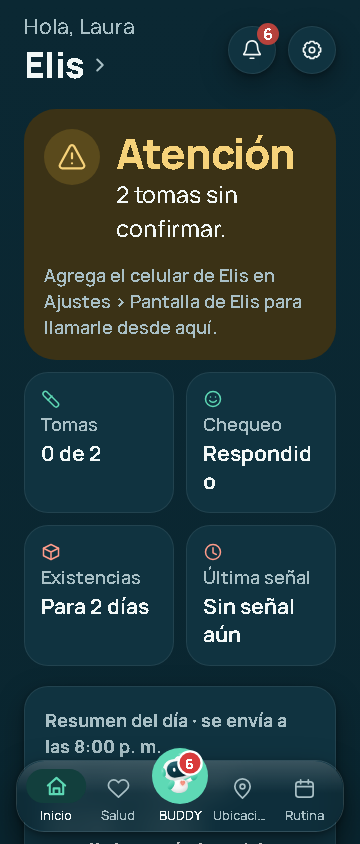 Hola, Laura
Elis
6
Atención
2 tomas sin
confirmar.
Agrega el celular de Elis en
Ajustes > Pantalla de Elis para
llamarle desde aquí.
Tomas
0 de 2
Chequeo
Respondid
o
Existencias
Para 2 días
Última señal
Sin señal
aún
Resumen del día · se envía a
las 8:00 p. m.
6
Inicio
Salud
BUDDY
Ubicaci...
Rutina